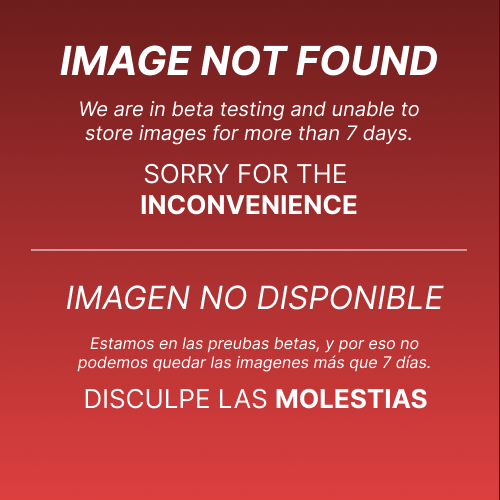 IMAGE NOT FOUND
We are in beta testing and unable to
store images for more than 7 days.
SORRY FOR THE
INCONVENIENCE
IMAGEN NO DISPONIBLE
Estamos en las preubas betas, y por eso no
podemos quedar las imagenes más que 7 días.
DISCULPE LAS MOLESTIAS